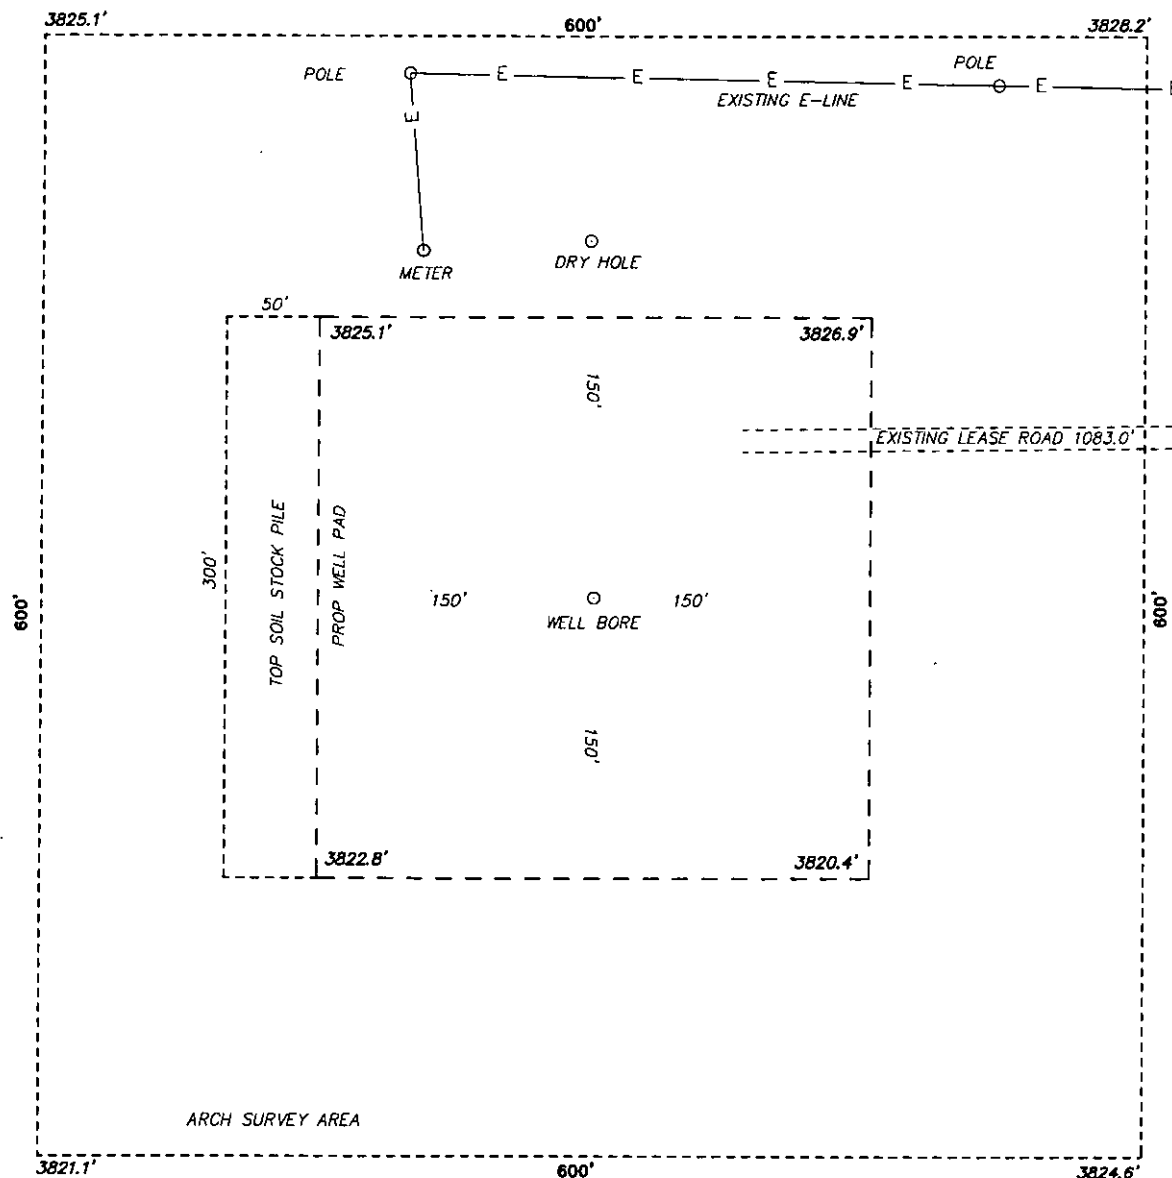 3825.1'
600'
3828.2'
POLE
E
E
E
E
POLE
E
E
EXISTING E-LINE
E
METER
DRY HOLE
50'
3825.1'
3826.9'
150'
EXISTING LEASE ROAD 1083.0'
300'
TOP SOIL STOCK PILE
PROP WELL PAD
600'
150'
150'
600'
WELL BORE
150'
3822.8'
3820.4'
ARCH SURVEY AREA
3821.1'
600'
3824.6'